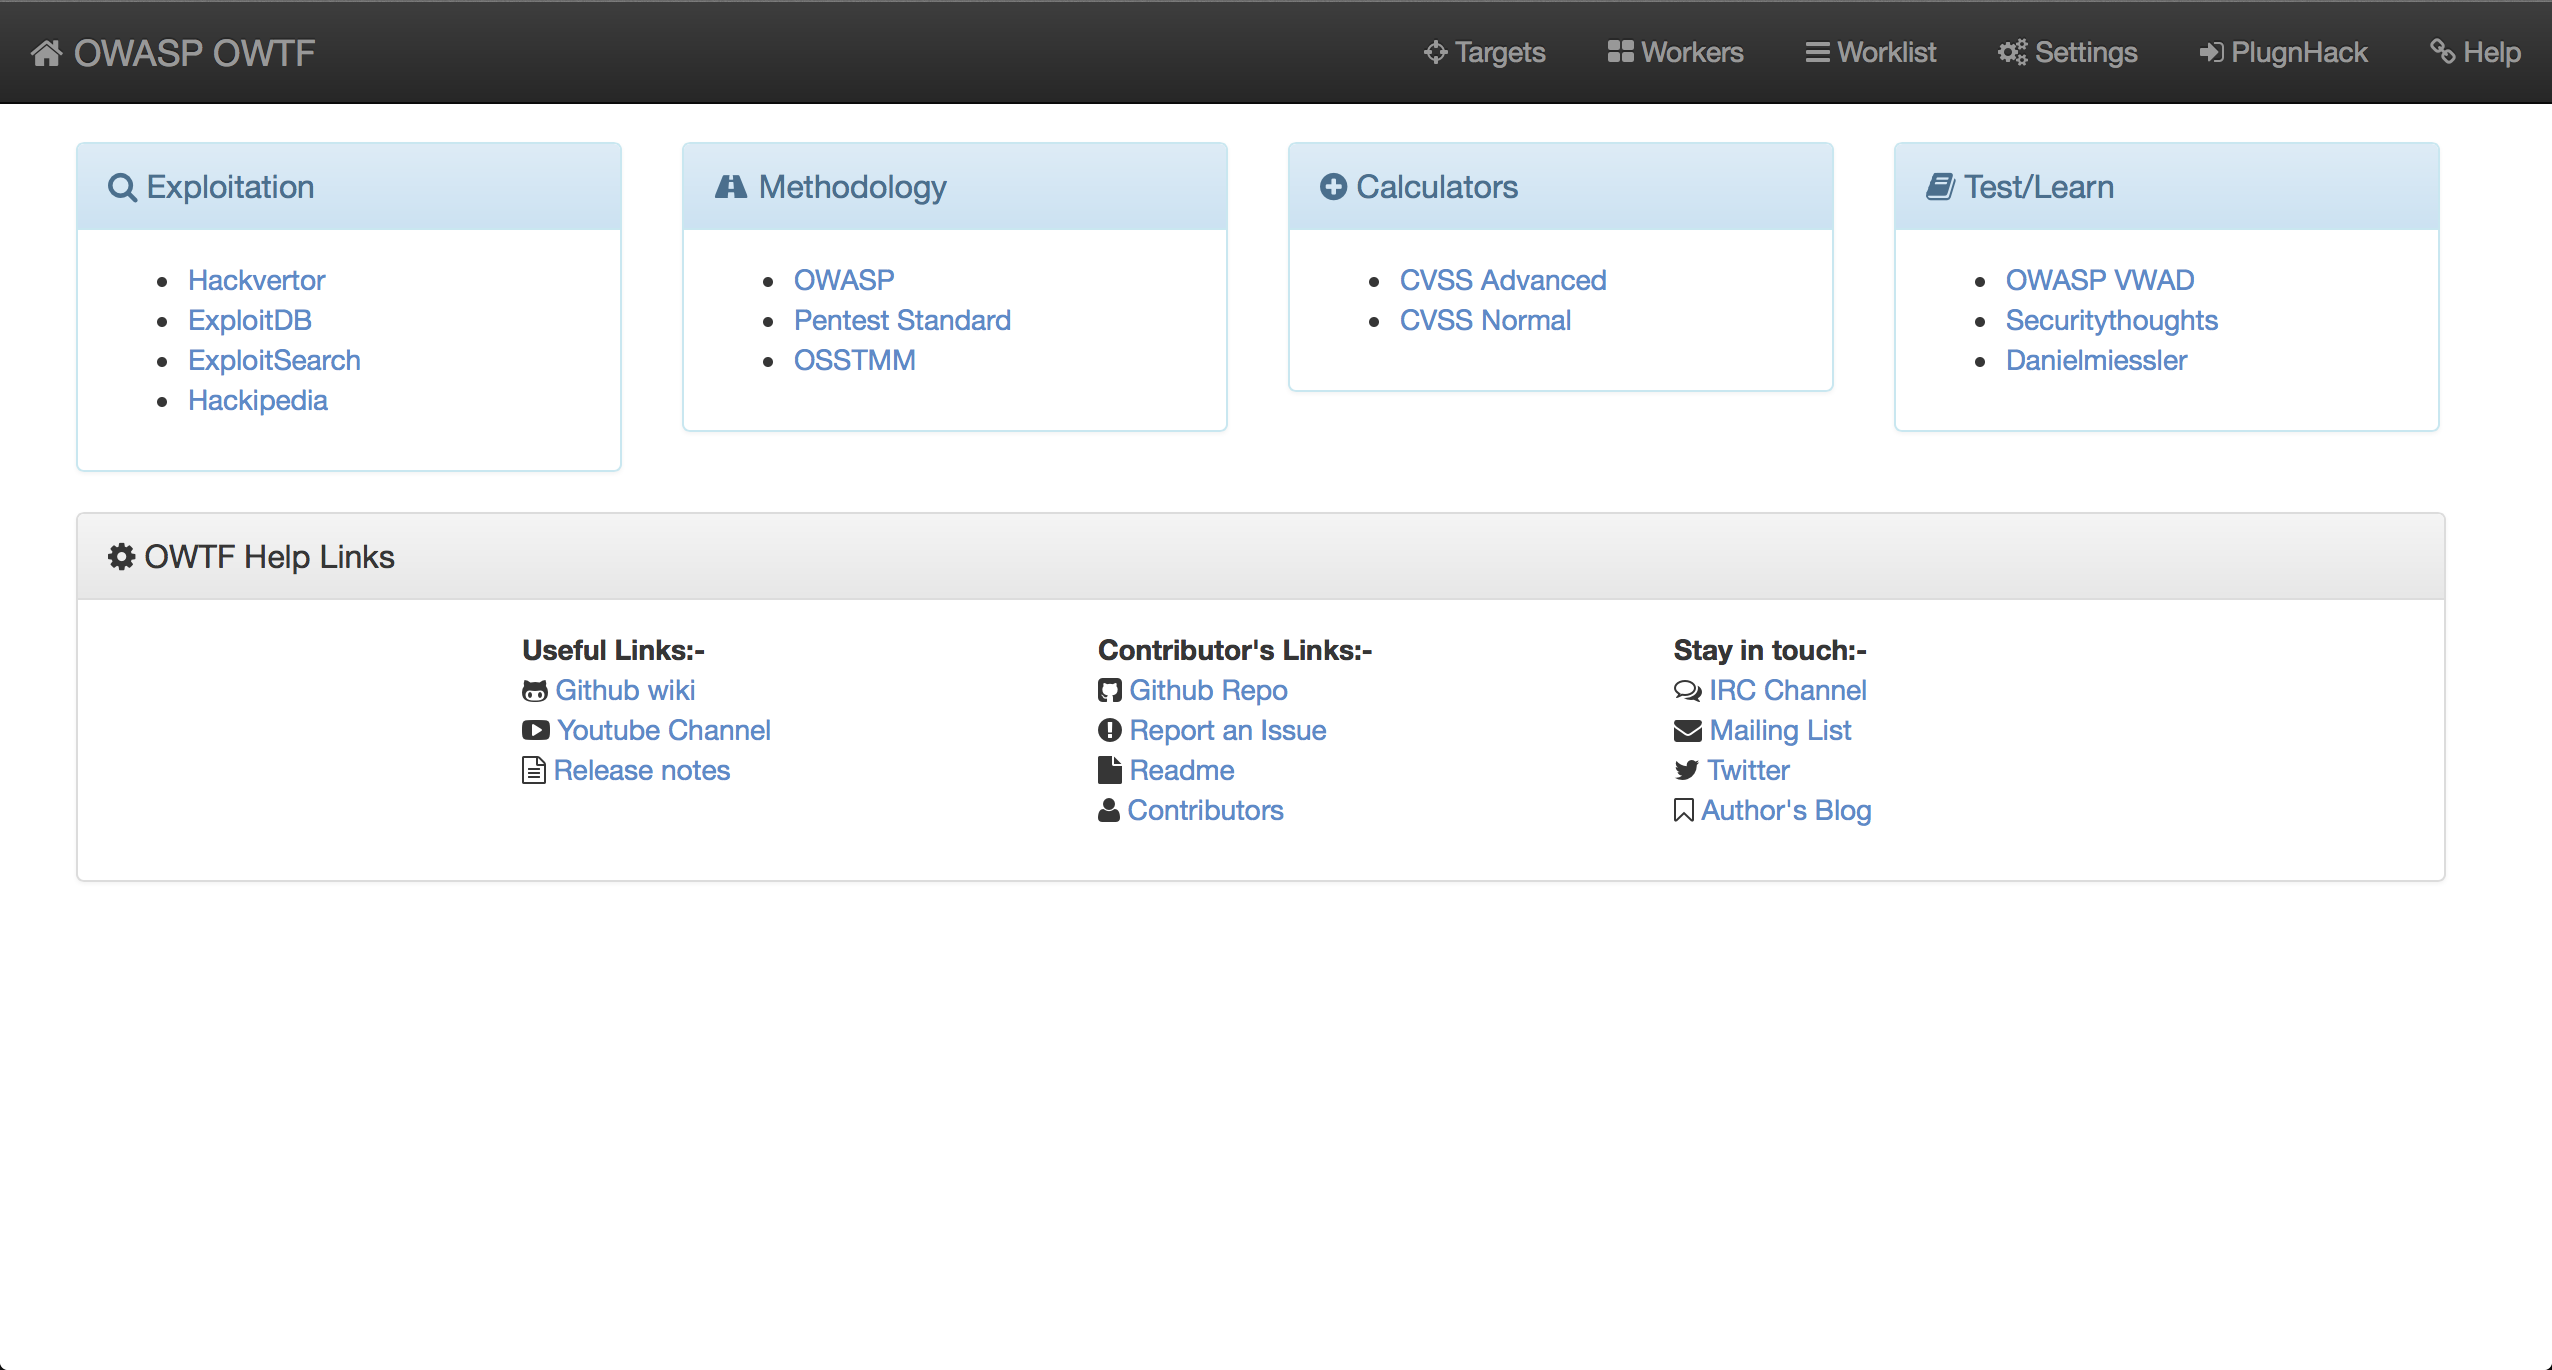 OWASP OWTF
Targets
Workers
Worklist
Settings
PlugnHack
Help
Exploitation
Hackvertor
ExploitDB
ExploitSearch
Hackipedia
Methodology
OWASP
Pentest Standard
OSSTMM
Calculators
CVSS Advanced
CVSS Normal
Test/Learn
OWASP VWAD
Securitythoughts
Danielmiessler
OWTF Help Links
Useful Links:-
Github wiki
Youtube Channel
Release notes
Contributor's Links:-
Github Repo
Report an Issue
Readme
Contributors
Stay in touch:-
IRC Channel
Mailing List
Twitter
Author's Blog